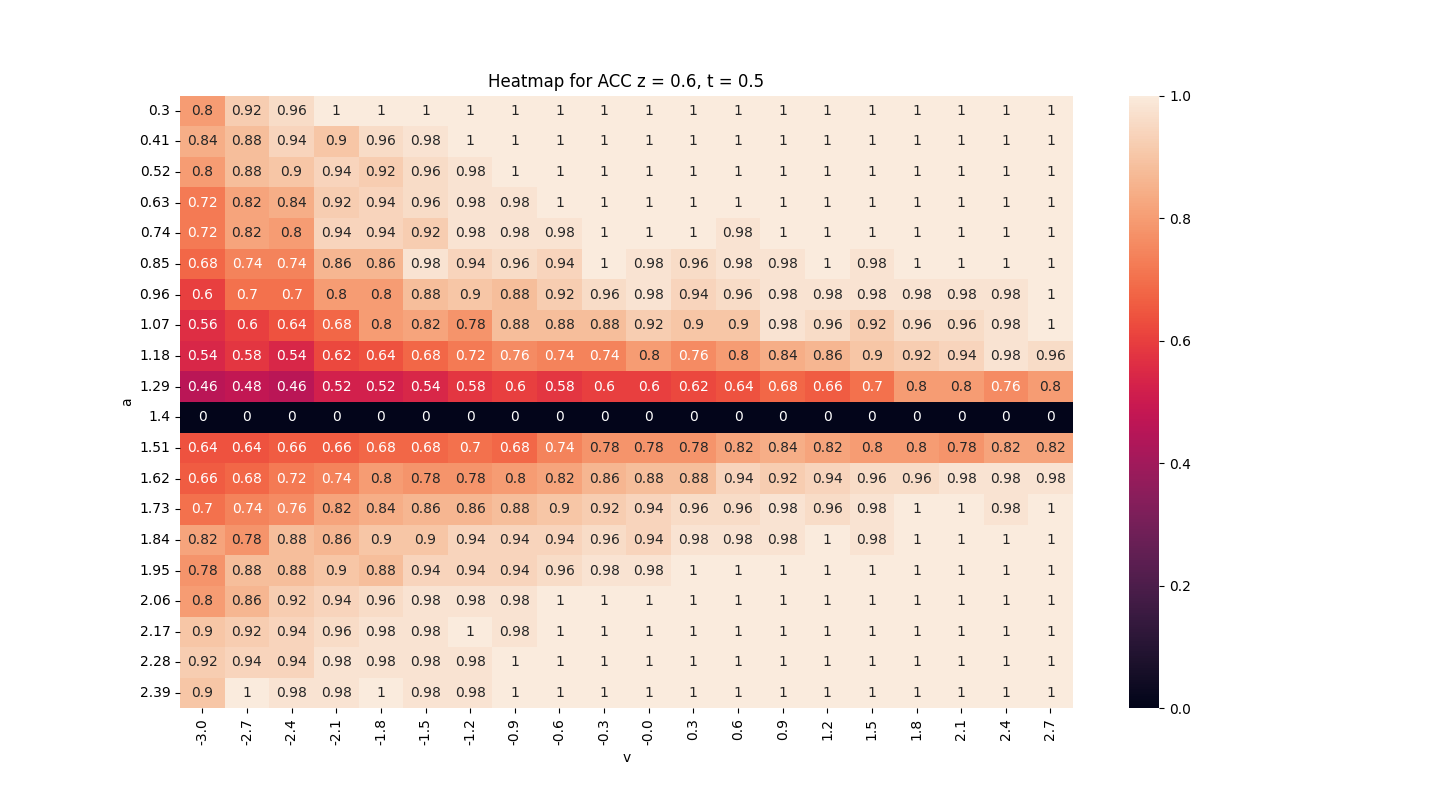 Heatmap for ACC z = 0.6, t = 0.5
0.3 0.8 0.92 0.96 1 1 1 1 1 1 1 1 1 1 1 1 1 1 1 1 1
0.41 0.84 0.88 0.94 0.9 0.96 0.98 1 1 1 1 1 1 1 1 1 1 1 1 1 1
0.52 0.8 0.88 0.9 0.94 0.92 0.96 0.98 1 1 1 1 1 1 1 1 1 1 1 1 1
0.63 0.72 0.82 0.84 0.92 0.94 0.96 0.98 0.98 1 1 1 1 1 1 1 1 1 1 1 1
0.74 0.72 0.82 0.8 0.94 0.94 0.92 0.98 0.98 0.98 1 1 1 0.98 1 1 1 1 1 1 1
0.85 0.68 0.74 0.74 0.86 0.86 0.98 0.94 0.96 0.94 1 0.98 0.96 0.98 0.98 1 0.98 1 1 1 1
0.96 0.6 0.7 0.7 0.8 0.8 0.88 0.9 0.88 0.92 0.96 0.98 0.94 0.96 0.98 0.98 0.98 0.98 0.98 0.98 1
1.07 0.56 0.6 0.64 0.68 0.8 0.82 0.78 0.88 0.88 0.88 0.92 0.9 0.9 0.98 0.96 0.92 0.96 0.96 0.98 1
1.18 0.54 0.58 0.54 0.62 0.64 0.68 0.72 0.76 0.74 0.74 0.8 0.76 0.8 0.84 0.86 0.9 0.92 0.94 0.98 0.96
1.29 0.46 0.48 0.46 0.52 0.52 0.54 0.58 0.6 0.58 0.6 0.6 0.62 0.64 0.68 0.66 0.7 0.8 0.8 0.76 0.8
a
1.4 0 0 0 0 0 0 0 0 0 0 0 0 0 0 0 0 0 0 0 0
1.51 0.64 0.64 0.66 0.66 0.68 0.68 0.7 0.68 0.74 0.78 0.78 0.78 0.82 0.84 0.82 0.8 0.8 0.78 0.82 0.82
1.62 0.66 0.68 0.72 0.74 0.8 0.78 0.78 0.8 0.82 0.86 0.88 0.88 0.94 0.92 0.94 0.96 0.96 0.98 0.98 0.98
1.73 0.7 0.74 0.76 0.82 0.84 0.86 0.86 0.88 0.9 0.92 0.94 0.96 0.96 0.98 0.96 0.98 1 1 0.98 1
1.84 0.82 0.78 0.88 0.86 0.9 0.9 0.94 0.94 0.94 0.96 0.94 0.98 0.98 0.98 1 0.98 1 1 1 1
1.95 0.78 0.88 0.88 0.9 0.88 0.94 0.94 0.94 0.96 0.98 0.98 1 1 1 1 1 1 1 1 1
2.06 0.8 0.86 0.92 0.94 0.96 0.98 0.98 0.98 1 1 1 1 1 1 1 1 1 1 1 1
2.17 0.9 0.92 0.94 0.96 0.98 0.98 1 0.98 1 1 1 1 1 1 1 1 1 1 1 1
2.28 0.92 0.94 0.94 0.98 0.98 0.98 0.98 1 1 1 1 1 1 1 1 1 1 1 1 1
2.39 0.9 1 0.98 0.98 1 0.98 0.98 1 1 1 1 1 1 1 1 1 1 1 1 1
-3.0 -2.7 -2.4 -2.1 -1.8 -1.5 -1.2 -0.9 -0.6 -0.3 -0.0 0.3 0.6 0.9 1.2 1.5 1.8 2.1 2.4 2.7
v
1.0
0.8
0.6
0.4
0.2
0.0